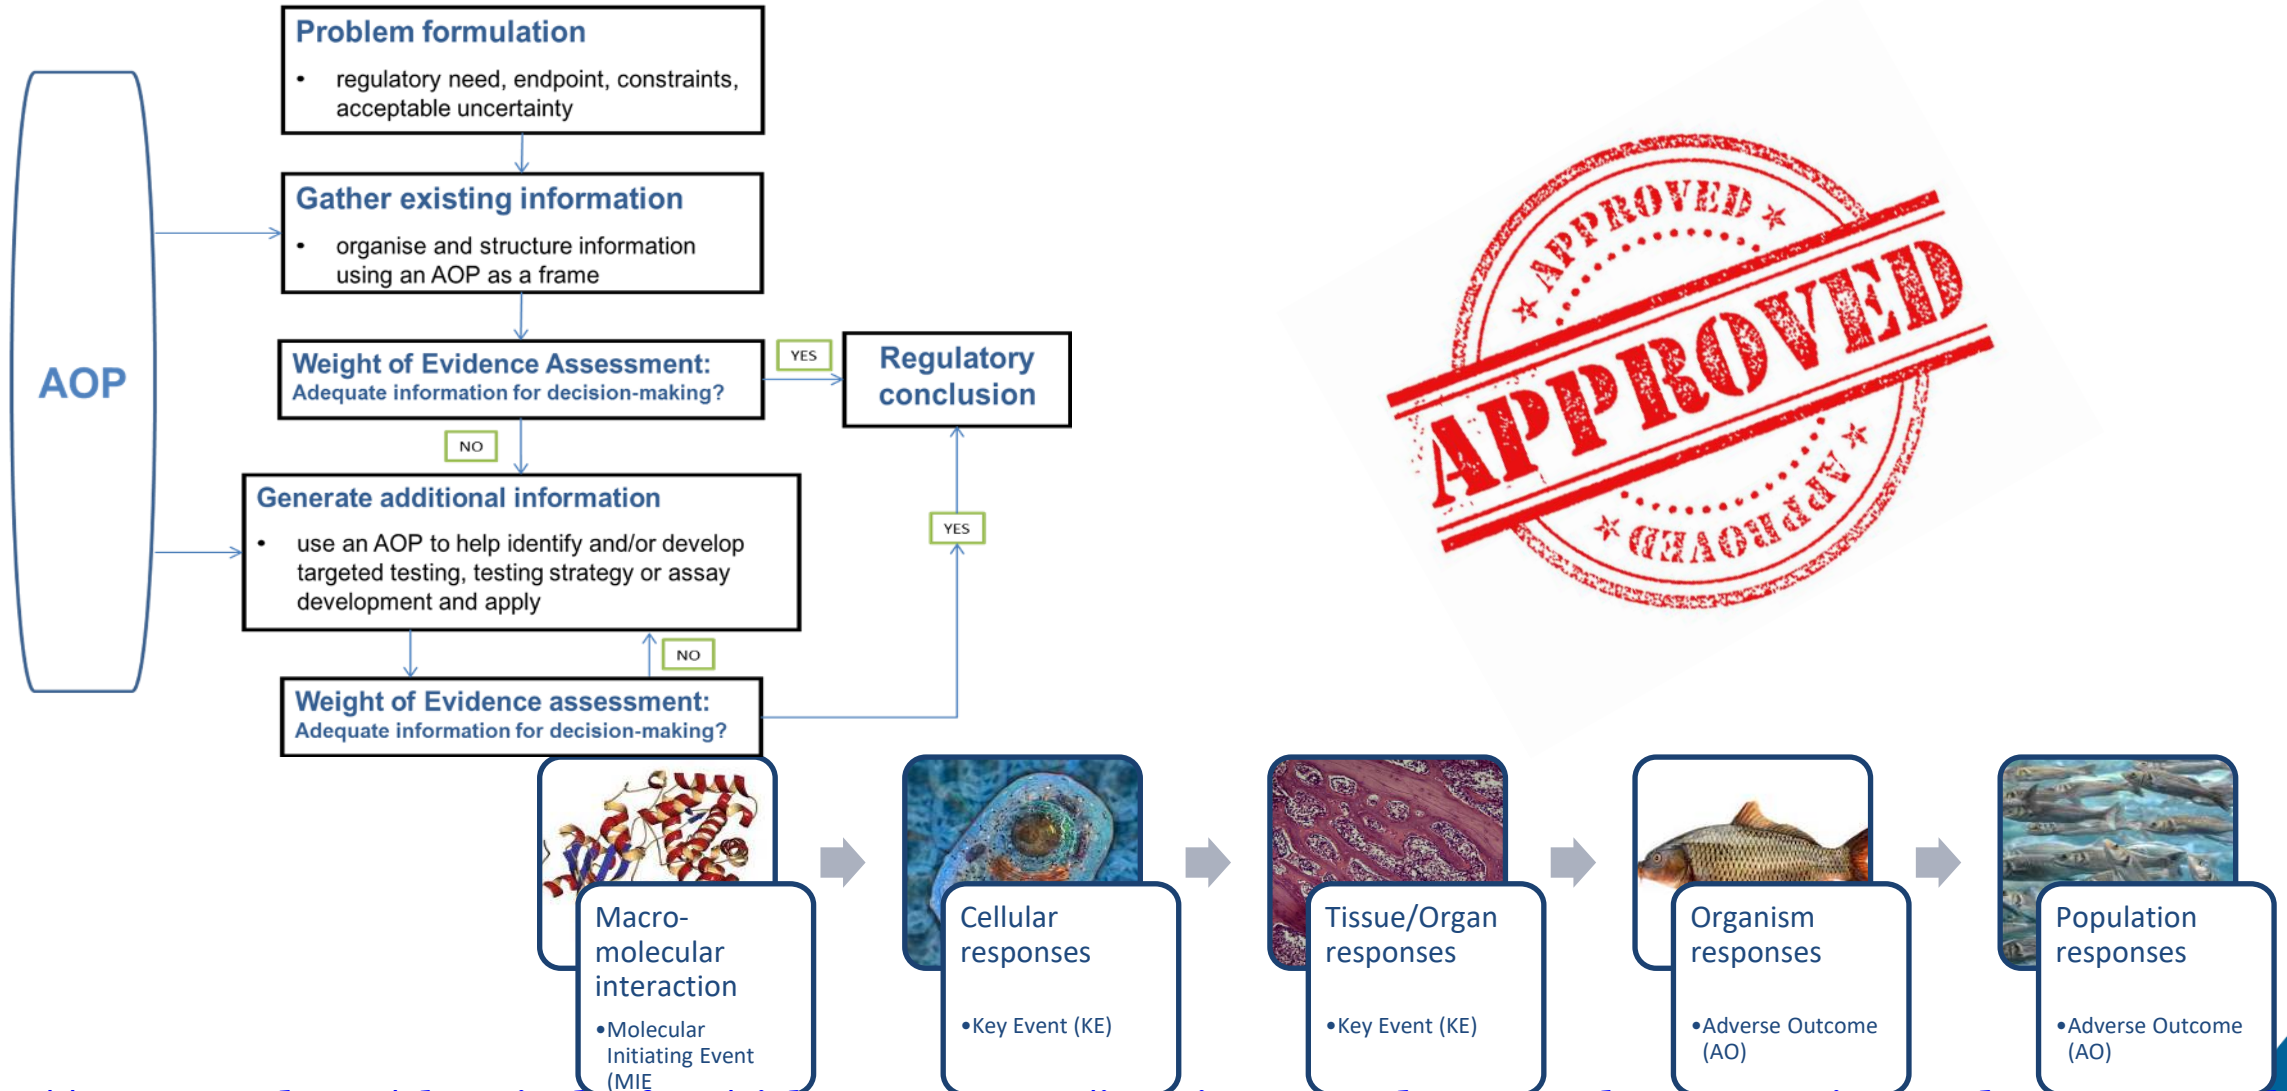 Problem formulation
• regulatory need, endpoint, constraints,
acceptable uncertainty
AOP
Gather existing information
• organise and structure information
using an AOP as a frame
Weight of Evidence Assessment:
Adequate information for decision-making?
YES
Regulatory
conclusion
NO
Generate additional information
• use an AOP to help identify and/or develop
targeted testing, testing strategy or assay
development and apply
YES
NO
Weight of Evidence assessment:
Adequate information for decision-making?
APPROVED
APPROVED
APPROVED
Macro-
molecular
interaction
•Molecular
Initiating Event
(MIE
Cellular
responses
•Key Event (KE)
Tissue/Organ
responses
•Key Event (KE)
Organism
responses
•Adverse Outcome
(AO)
Population
responses
•Adverse Outcome
(AO)